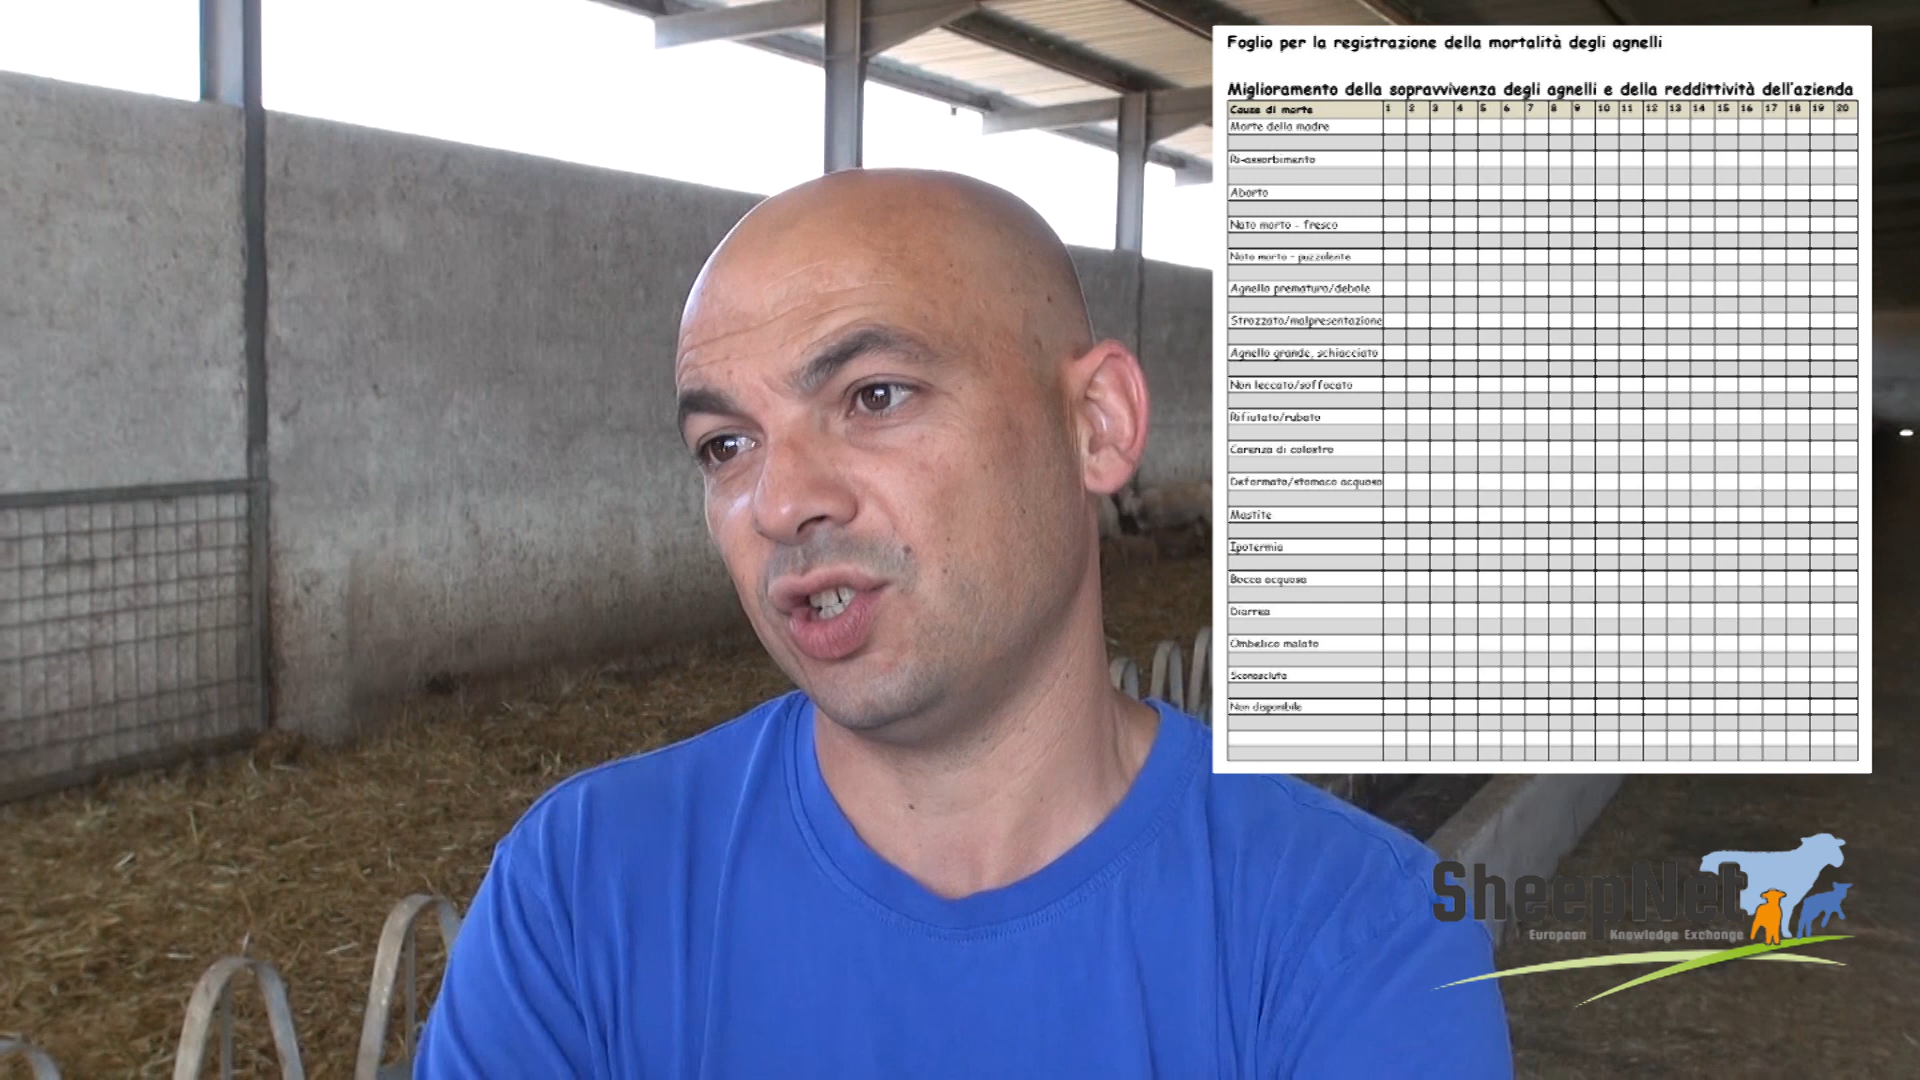 Foglio per la registrazione della mortalità degli agnelli
Miglioramento della sopravvivenza degli agnelli e della reddittività dell'azienda
Cause di morte 1 2 3 4 5 6 7 8 9 10 11 12 13 14 15 16 17 18 19 20
Morte della madre
Ri-assorbimento
Aborto
Nato morto - fresco
Nato morto - puzzolente
Agnello prematuro/debole
Strozzato/malpresentazione
Agnello grande, schiacciato
Non leccato/soffocato
Rifiutato/rubato
Carenza di colostro
Deformato/stomaco acquoso
Mastite
Ipotermia
Bocca acquosa
Diarrea
Ombelico malato
Sconosciuta
Non disponibile
SheepNet
European Knowledge Exchange